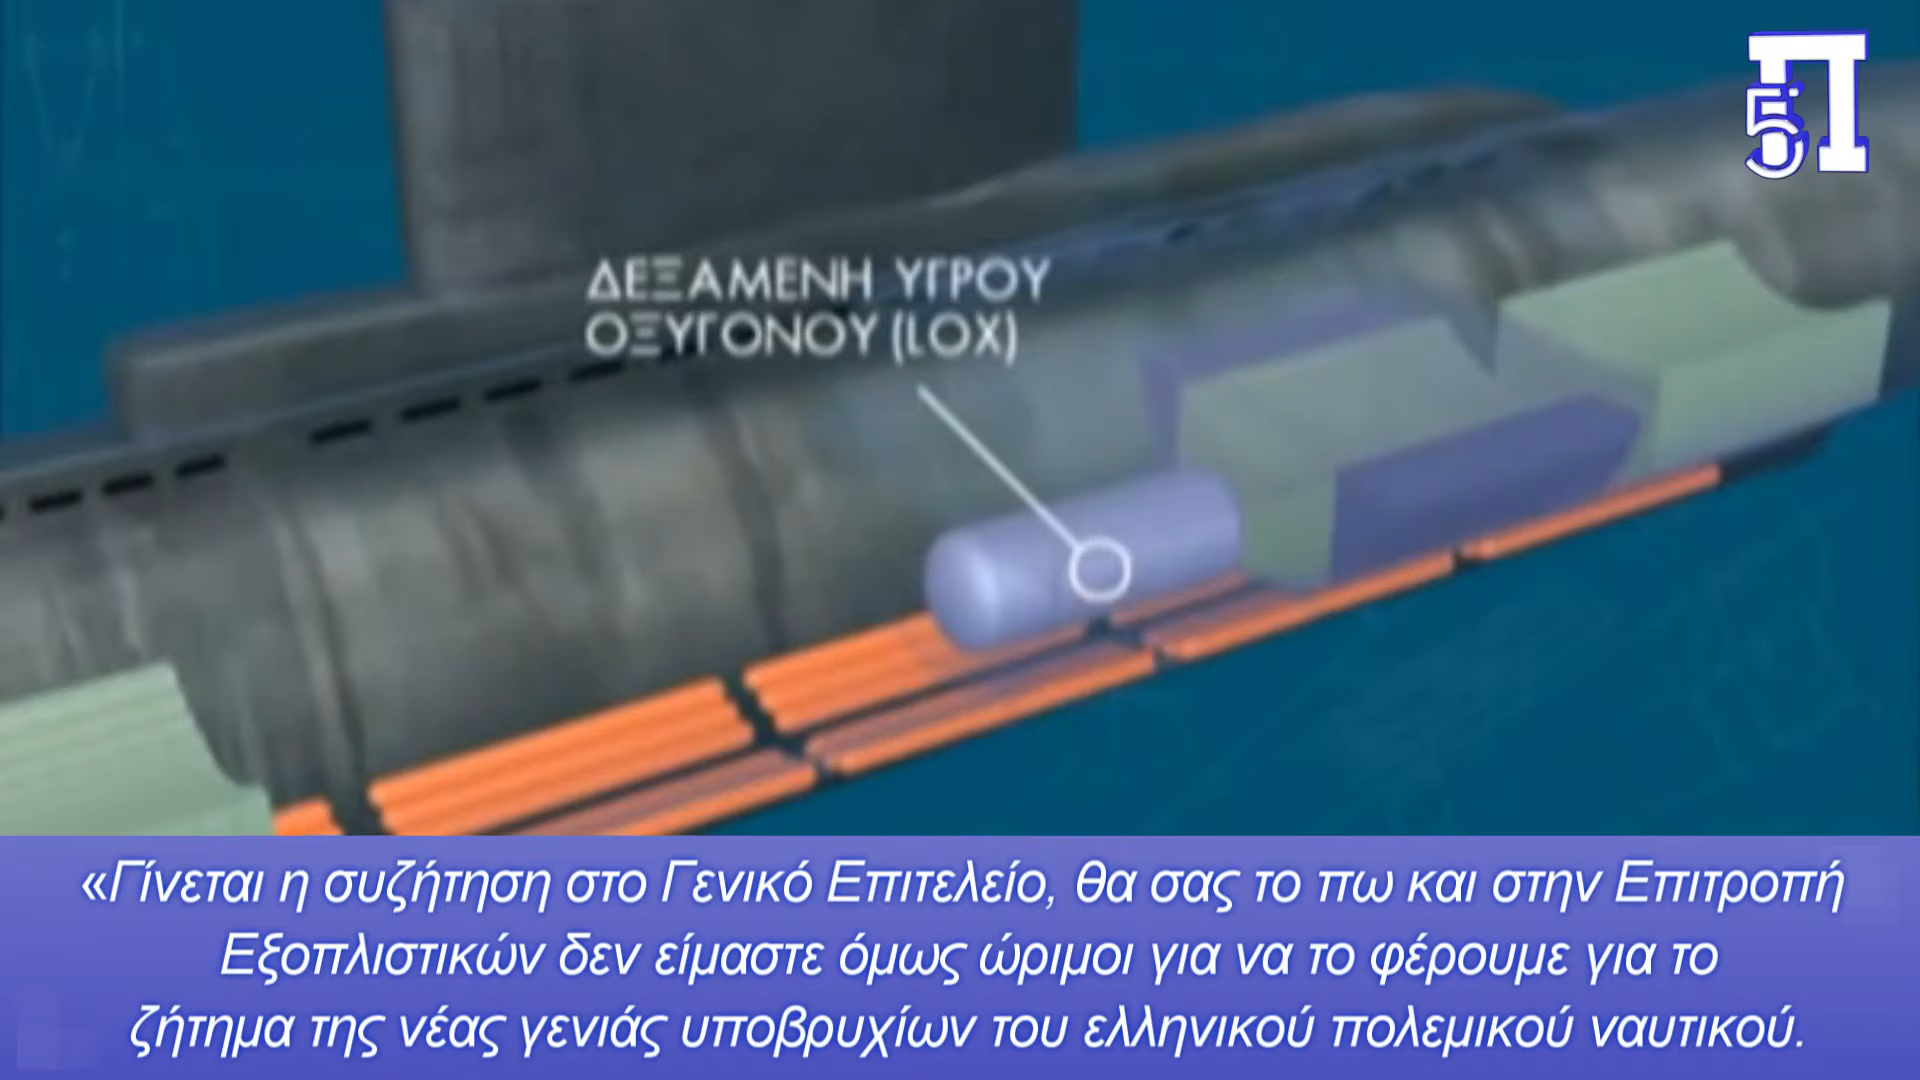 5Π
ΔΕΞΑΜΕΝΗ ΥΓΡΟΥ
ΟΞΥΓΟΝΟΥ (LOX)
«Γίνεται η συζήτηση στο Γενικό Επιτελείο, θα σας το πω και στην Επιτροπή
Εξοπλιστικών δεν είμαστε όμως ώριμοι για να το φέρουμε για το
ζήτημα της νέας γενιάς υποβρυχίων του ελληνικού πολεμικού ναυτικού.